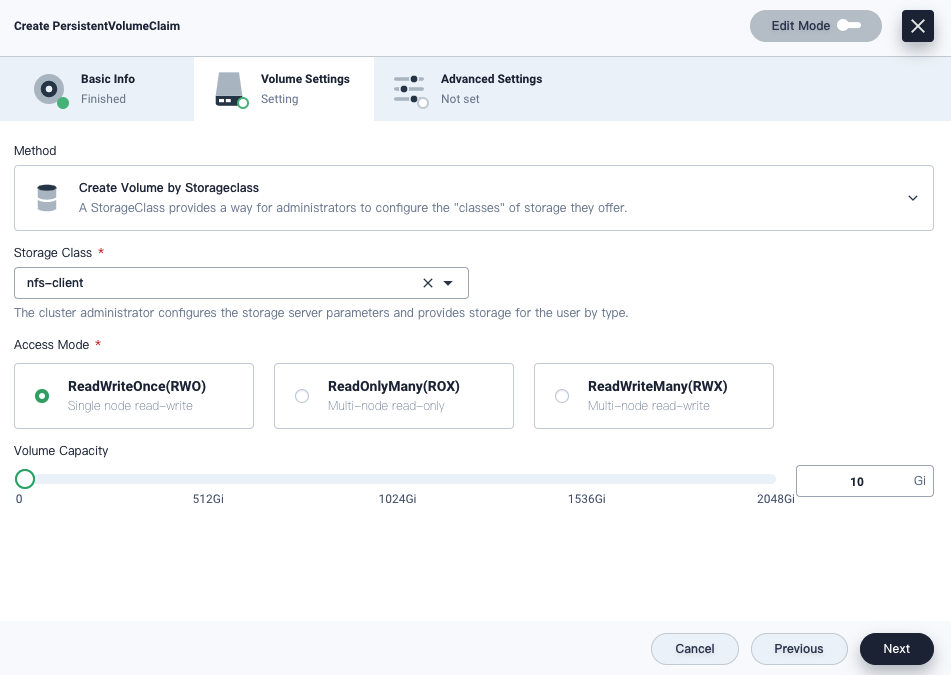 Create PersistentVolumeClaim
Edit Mode
Basic Info
Finished
Volume Settings
Setting
Advanced Settings
Not set
Method
Create Volume by Storageclass
A StorageClass provides a way for administrators to configure the "classes" of storage they offer.
Storage Class *
nfs-client
The cluster administrator configures the storage server parameters and provides storage for the user by type.
Access Mode *
ReadWriteOnce(RWO)
Single node read-write
ReadOnlyMany(ROX)
Multi-node read-only
ReadWriteMany(RWX)
Multi-node read-write
Volume Capacity
10 Gi
0 512Gi 1024Gi 1536Gi 2048Gi
Cancel Previous Next